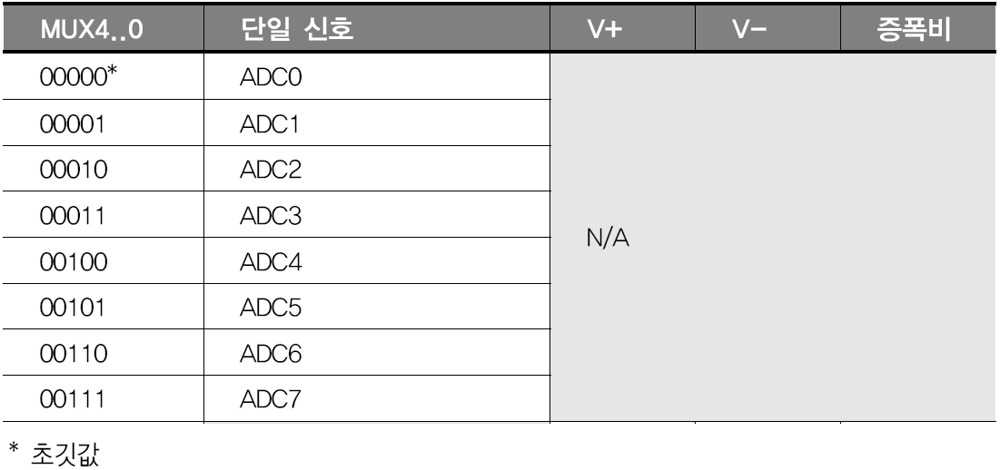 MUX4..0 단일 신호 V+ V- 증폭비
00000* ADC0
00001 ADC1
00010 ADC2
00011 ADC3
N/A
00100 ADC4
00101 ADC5
00110 ADC6
00111 ADC7
* 초깃값